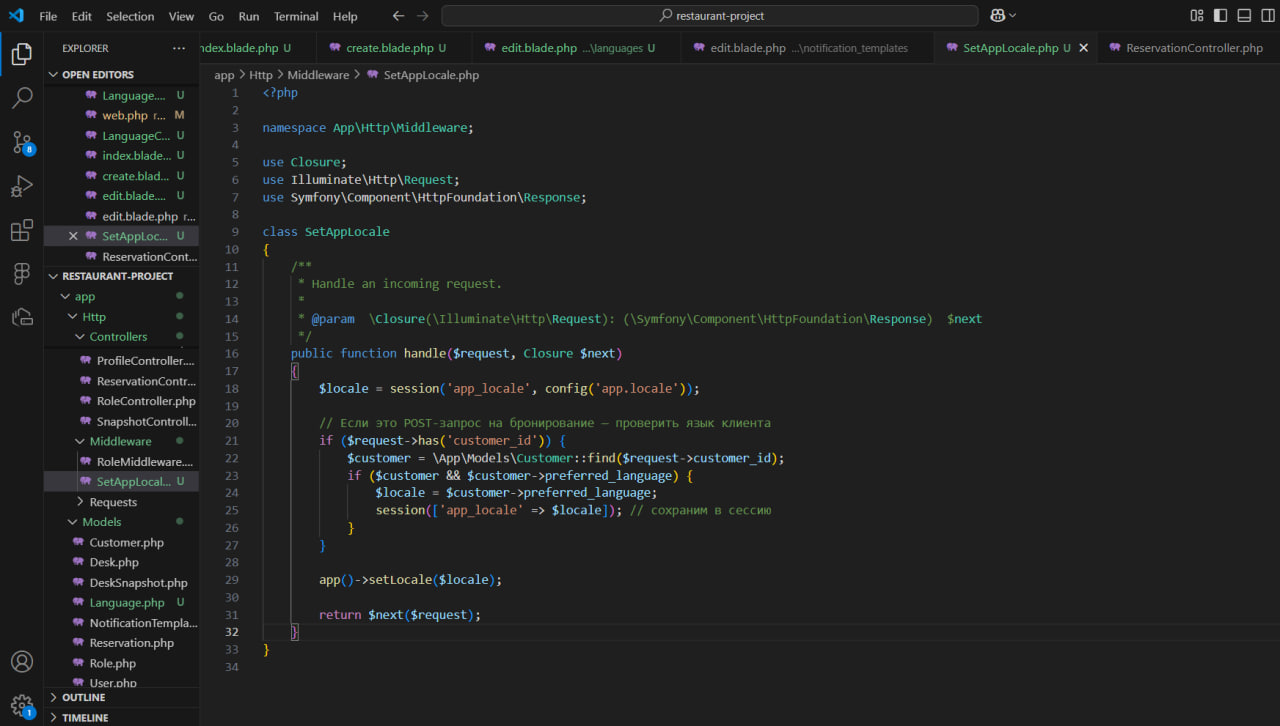 File Edit Selection View Go Run Terminal Help restaurant-project
EXPLORER
index.blade.php U create.blade.php U edit.blade.php ...\languages U edit.blade.php ...\notification_templates SetAppLocale.php U ReservationController.php
OPEN EDITORS
Language.... U
web.php r... M
LanguageC... U
index.blade... U
create.blad... U
edit.blade.... U
edit.blade.php r...
SetAppLoc... U
ReservationCont...
RESTAURANT-PROJECT
app
Http
Controllers
ProfileController....
ReservationContr...
RoleController.php
SnapshotControll...
Middleware
RoleMiddleware....
SetAppLocal... U
Requests
Models
Customer.php
Desk.php
DeskSnapshot.php
Language.php U
NotificationTempla...
Reservation.php
Role.php
User.php
OUTLINE
TIMELINE
8
1
app > Http > Middleware > SetAppLocale.php
1 <?php
2
3 namespace App\Http\Middleware;
4
5 use Closure;
6 use Illuminate\Http\Request;
7 use Symfony\Component\HttpFoundation\Response;
8
9 class SetAppLocale
10 {
11 /**
12 * Handle an incoming request.
13 *
14 * @param  \Closure(\Illuminate\Http\Request): (\Symfony\Component\HttpFoundation\Response)  $next
15 */
16 public function handle($request, Closure $next)
17 {
18 $locale = session('app_locale', config('app.locale'));
19
20 // Если это POST-запрос на бронирование — проверить язык клиента
21 if ($request->has('customer_id')) {
22 $customer = \App\Models\Customer::find($request->customer_id);
23 if ($customer && $customer->preferred_language) {
24 $locale = $customer->preferred_language;
25 session(['app_locale' => $locale]); // сохраним в сессию
26 }
27 }
28
29 app()->setLocale($locale);
30
31 return $next($request);
32 }
33 }
34